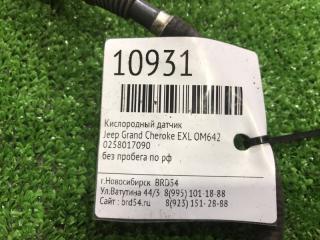 10931
Кислородный датчик
Jeep Grand Cheroke EXL OM642
0258017090
без пробега по рф
г.Новосибирск BRD54
Ул.Ватутина 44/3 8(995) 101-18-88
Сайт : brd54.ru 8(923) 151- 28-88